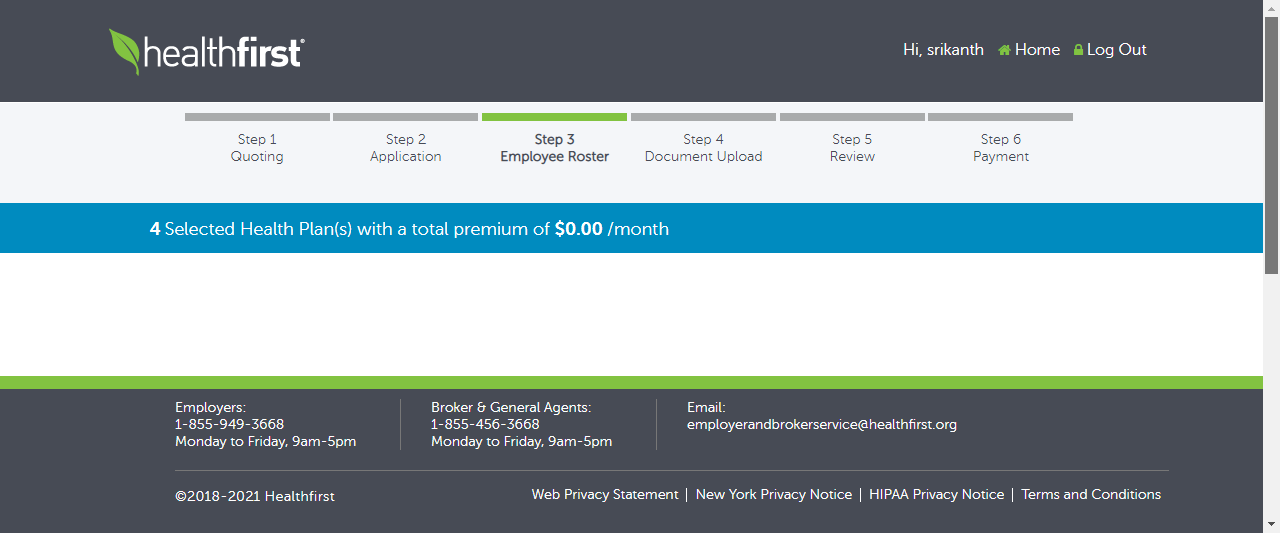 healthfirst®
Hi, srikanth Home Log Out
Step 1
Quoting
Step 2
Application
Step 3
Employee Roster
Step 4
Document Upload
Step 5
Review
Step 6
Payment
4 Selected Health Plan(s) with a total premium of $0.00 /month
Employers:
1-855-949-3668
Monday to Friday, 9am-5pm
Broker & General Agents:
1-855-456-3668
Monday to Friday, 9am-5pm
Email:
employerandbrokerservice@healthfirst.org
©2018-2021 Healthfirst
Web Privacy Statement | New York Privacy Notice | HIPAA Privacy Notice | Terms and Conditions